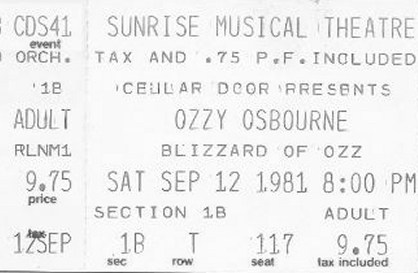 CDS41 SUNRISE MUSICAL THEATRE
event
ORCH. TAX AND .75 P.F. INCLUDED
1B CELLAR DOOR PRESENTS
ADULT OZZY OSBOURNE
RLNM1 BLIZZARD OF OZZ
9.75 SAT SEP 12 1981 8:00 PM
price
SECTION 1B ADULT
tax
12SEP 1B T 117 9.75
sec row seat tax included